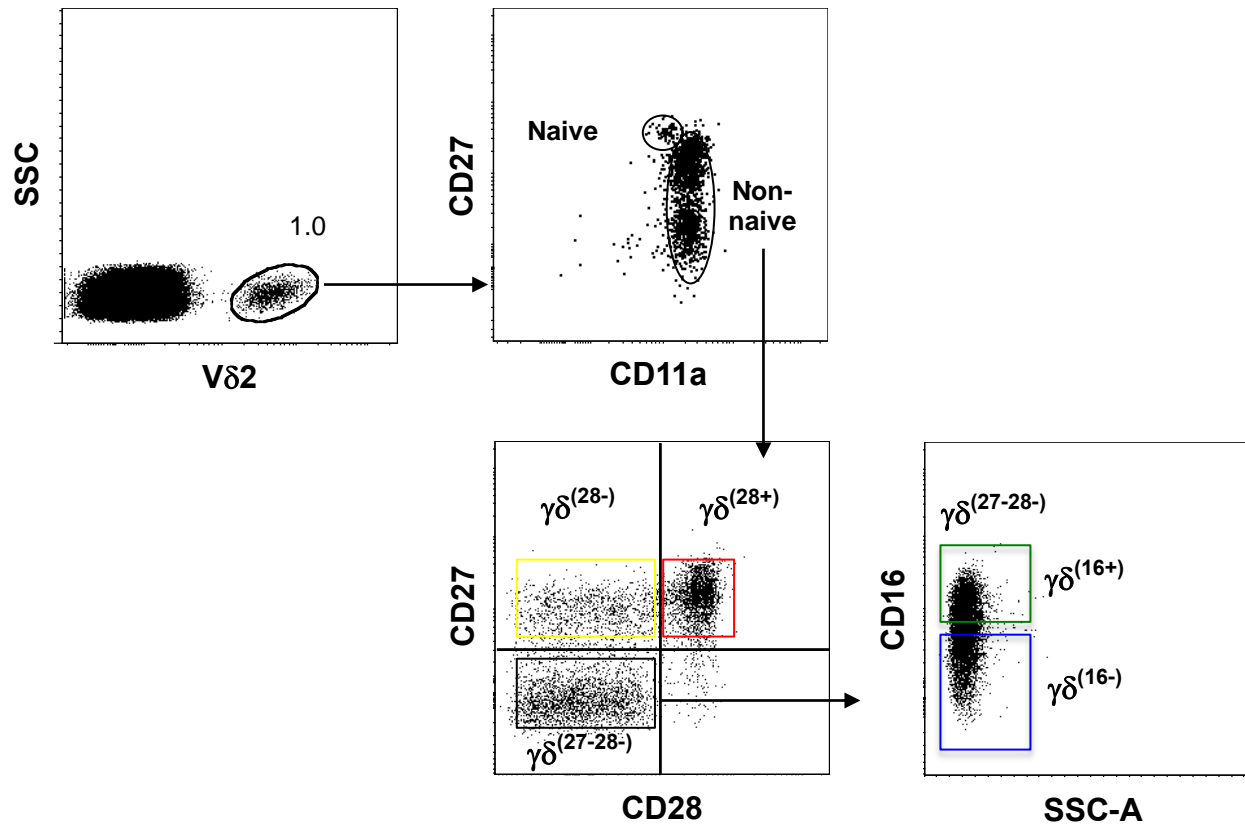 SSC
1.0
Vδ2
CD27
Naive
Non-
naive
CD11a
CD27
γδ(28-)
γδ(28+)
γδ(27-28-)
CD28
CD16
γδ(27-28-)
γδ(16+)
γδ(16-)
SSC-A